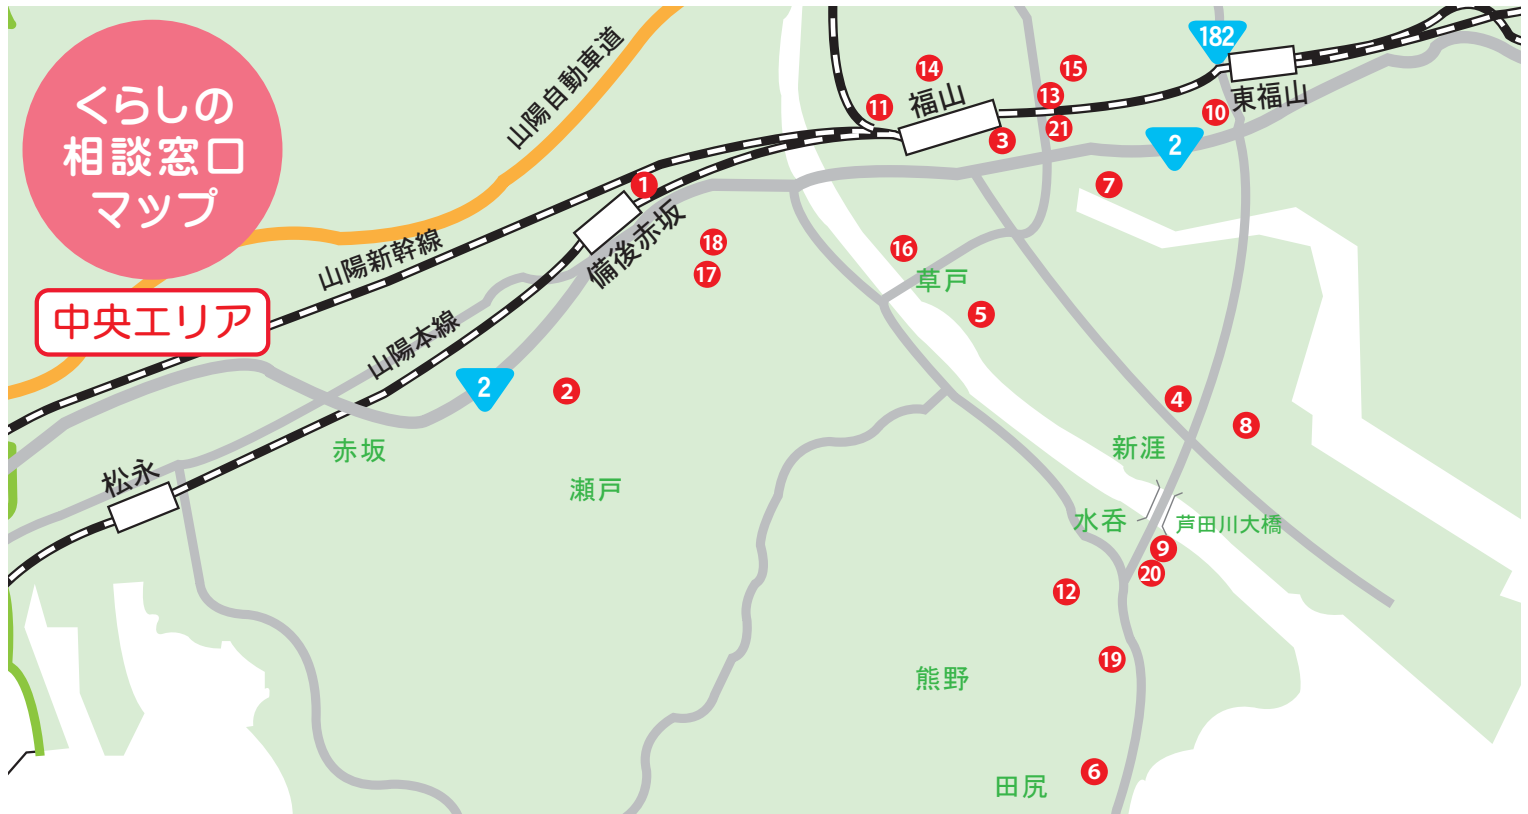 くらしの
相談窓口
マップ
中央エリア
山陽自動車道
山陽新幹線
山陽本線
182
14
15
11
福山
13
東福山
10
21
3
2
1
7
備後赤坂
18
16
17
草戸
5
2
2
4
8
赤坂
新涯
松永
瀬戸
水呑
芦田川大橋
9
20
12
19
熊野
6
田尻